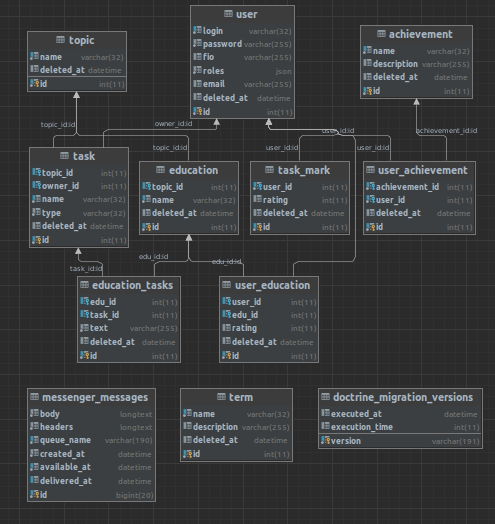 user
login varchar(32)
password varchar(255)
fio varchar(255)
roles json
email varchar(255)
deleted_at datetime
id int(11)
topic
name varchar(32)
deleted_at datetime
id int(11)
achievement
name varchar(32)
description varchar(255)
deleted_at datetime
id int(11)
topic_id:id
owner_id:id
topic_id:id
user_id:id
user_id:id
user_id:id
achievement_id:id
task
topic_id int(11)
owner_id int(11)
name varchar(32)
type varchar(32)
deleted_at datetime
id int(11)
education
topic_id int(11)
name varchar(32)
deleted_at datetime
id int(11)
task_mark
user_id int(11)
rating int(11)
deleted_at datetime
id int(11)
user_achievement
achievement_id int(11)
user_id int(11)
deleted_at datetime
id int(11)
task_id:id
edu_id:id
edu_id:id
education_tasks
edu_id int(11)
task_id int(11)
text varchar(255)
deleted_at datetime
id int(11)
user_education
user_id int(11)
edu_id int(11)
rating int(11)
deleted_at datetime
id int(11)
messenger_messages
body longtext
headers longtext
queue_name varchar(190)
created_at datetime
available_at datetime
delivered_at datetime
id bigint(20)
term
name varchar(32)
description varchar(255)
deleted_at datetime
id int(11)
doctrine_migration_versions
executed_at datetime
execution_time int(11)
version varchar(191)